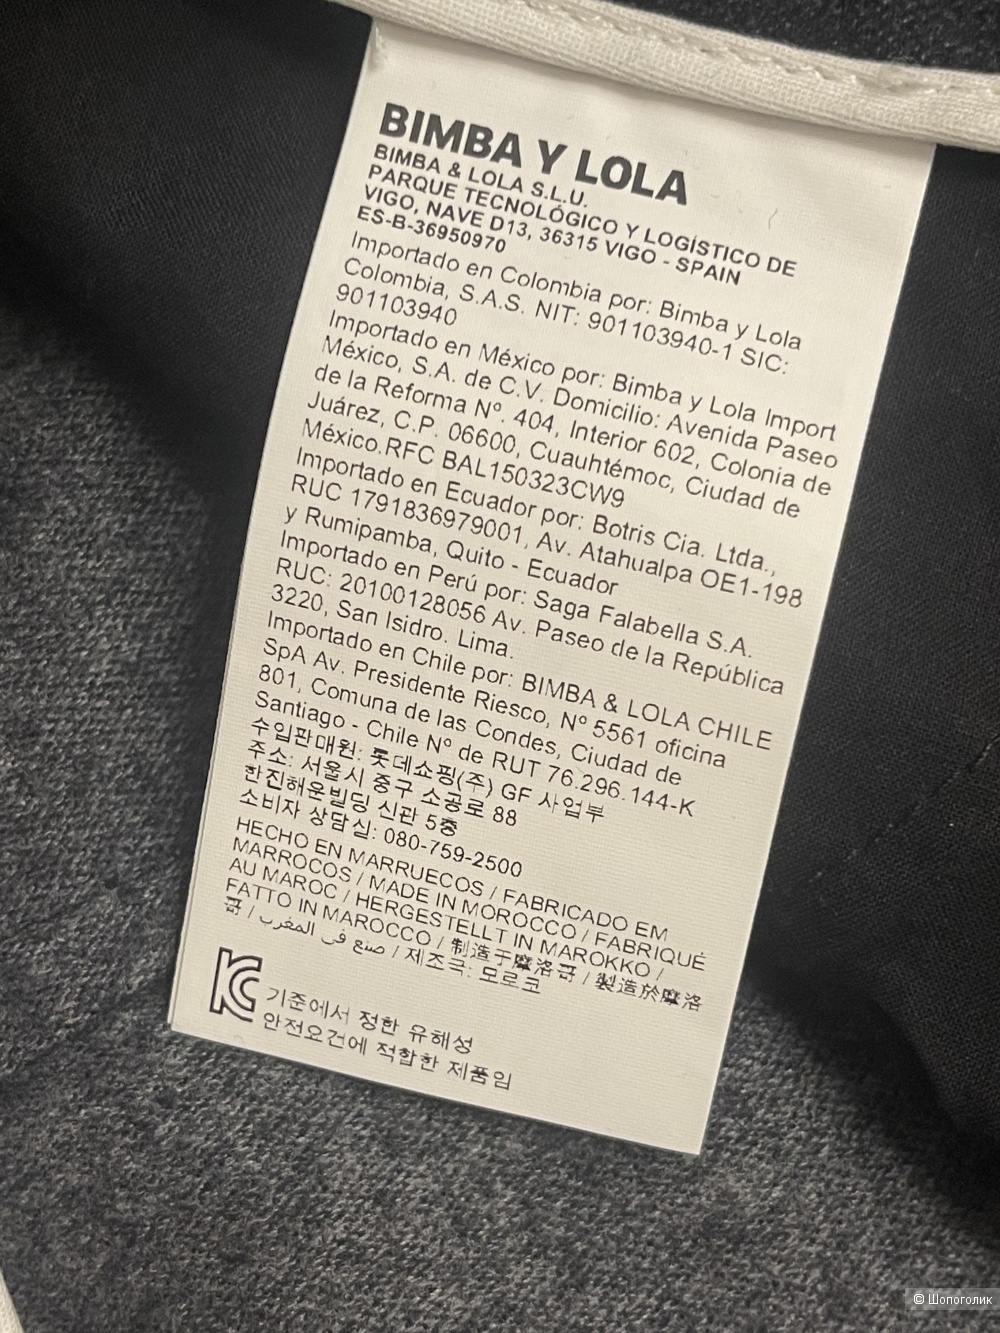 BIMBA Y LOLA
BIMBA & LOLA S.L.U.
PARQUE TECNOLÓGICO Y LOGÍSTICO DE
VIGO, NAVE D13, 36315 VIGO - SPAIN
ES-B-36950970
Importado en Colombia por: Bimba y Lola
Colombia, S.A.S. NIT: 901103940-1 SIC:
901103940
Importado en México por: Bimba y Lola Import
México, S.A. de C.V. Domicilio: Avenida Paseo
de la Reforma Nº. 404, Interior 602, Colonia de
Juárez, C.P. 06600, Cuauhtémoc, Ciudad de
México.RFC BAL150323CW9
Importado en Ecuador por: Botris Cia. Ltda.,
RUC 1791836979001, Av. Atahualpa OE1-198
y Rumipamba, Quito - Ecuador
Importado en Perú por: Saga Falabella S.A.
RUC: 20100128056 Av. Paseo de la República
3220, San Isidro. Lima.
Importado en Chile por: BIMBA & LOLA CHILE
SpA Av. Presidente Riesco, Nº 5561 oficina
801, Comuna de las Condes, Ciudad de
Santiago - Chile Nº de RUT 76.296.144-K
수입판매원: 롯데쇼핑(주) GF 사업부
주소: 서울시 중구 소공로 88
한진해운빌딩 신관 5층
소비자 상담실: 080-759-2500
HECHO EN MARRUECOS / FABRICADO EM
MARROCOS / MADE IN MOROCCO / FABRIQUÉ
AU MAROC / HERGESTELLT IN MAROKKO /
FATTO IN MAROCCO / 制造于摩洛哥 / 製造於摩洛
哥 / صنع في المغرب / 제조국: 모로코
KC 기준에서 정한 유해성
안전요건에 적합한 제품임
© Шопоголик